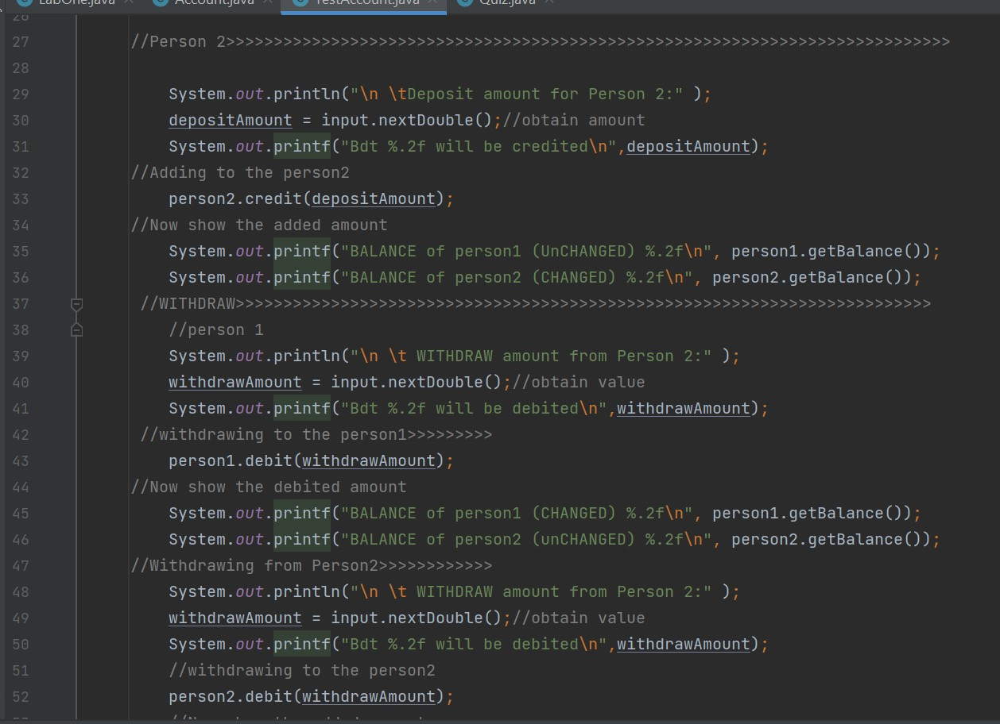 LabOne.java Account.java TestAccount.java Quiz.java
26
27 //Person 2>>>>>>>>>>>>>>>>>>>>>>>>>>>>>>>>>>>>>>>>>>>>>>>>>>>>>>>>>>>>>>>>>>>>>>>>>>>>
28
29 System.out.println("\n \tDeposit amount for Person 2:" );
30 depositAmount = input.nextDouble();//obtain amount
31 System.out.printf("Bdt %.2f will be credited\n",depositAmount);
32 //Adding to the person2
33 person2.credit(depositAmount);
34 //Now show the added amount
35 System.out.printf("BALANCE of person1 (UnCHANGED) %.2f\n", person1.getBalance());
36 System.out.printf("BALANCE of person2 (CHANGED) %.2f\n", person2.getBalance());
37 //WITHDRAW>>>>>>>>>>>>>>>>>>>>>>>>>>>>>>>>>>>>>>>>>>>>>>>>>>>>>>>>>>>>>>>>>>>>>>>>>
38 //person 1
39 System.out.println("\n \t WITHDRAW amount from Person 2:" );
40 withdrawAmount = input.nextDouble();//obtain value
41 System.out.printf("Bdt %.2f will be debited\n",withdrawAmount);
42 //withdrawing to the person1>>>>>>>>>
43 person1.debit(withdrawAmount);
44 //Now show the debited amount
45 System.out.printf("BALANCE of person1 (CHANGED) %.2f\n", person1.getBalance());
46 System.out.printf("BALANCE of person2 (unCHANGED) %.2f\n", person2.getBalance());
47 //Withdrawing from Person2>>>>>>>>>>>>
48 System.out.println("\n \t WITHDRAW amount from Person 2:" );
49 withdrawAmount = input.nextDouble();//obtain value
50 System.out.printf("Bdt %.2f will be debited\n",withdrawAmount);
51 //withdrawing to the person2
52 person2.debit(withdrawAmount);